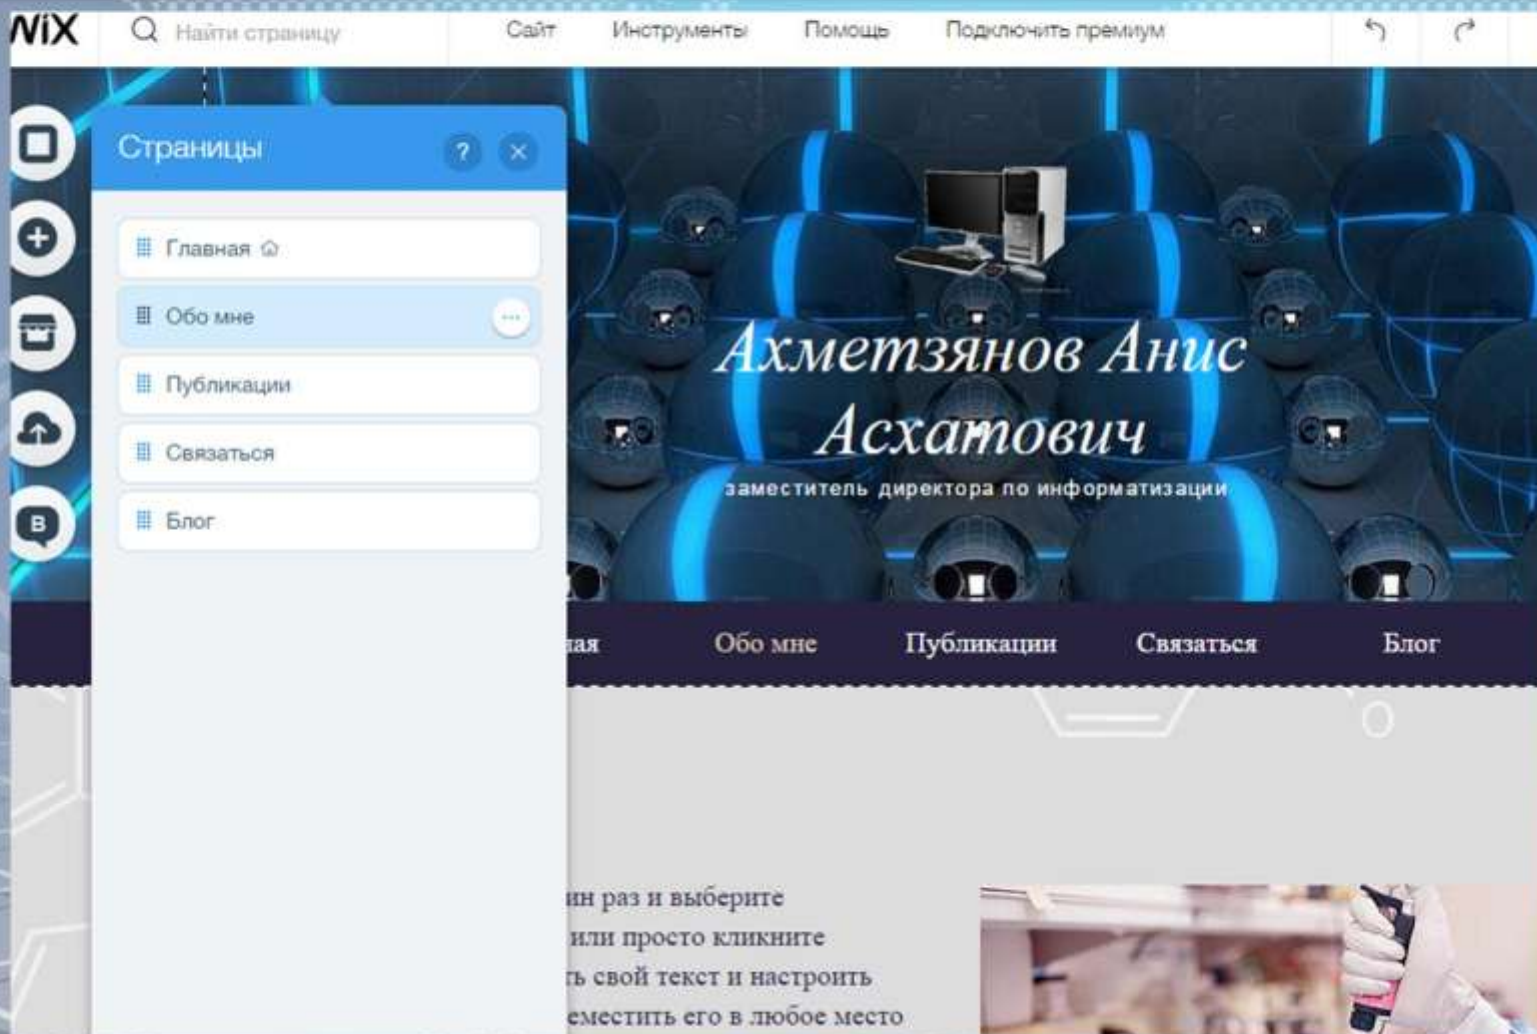 WiX
Найти страницу
Сайт
Инструменты
Помощь
Подключить премиум
Страницы
?
Главная
Обо мне
Публикации
Связаться
Блог
B
Ахметзянов Анис
Асхатович
заместитель директора по информатизации
ная
Обо мне
Публикации
Связаться
Блог
O
ин раз и выберите
или просто кликните
ть свой текст и настроить
еместить его в любое место